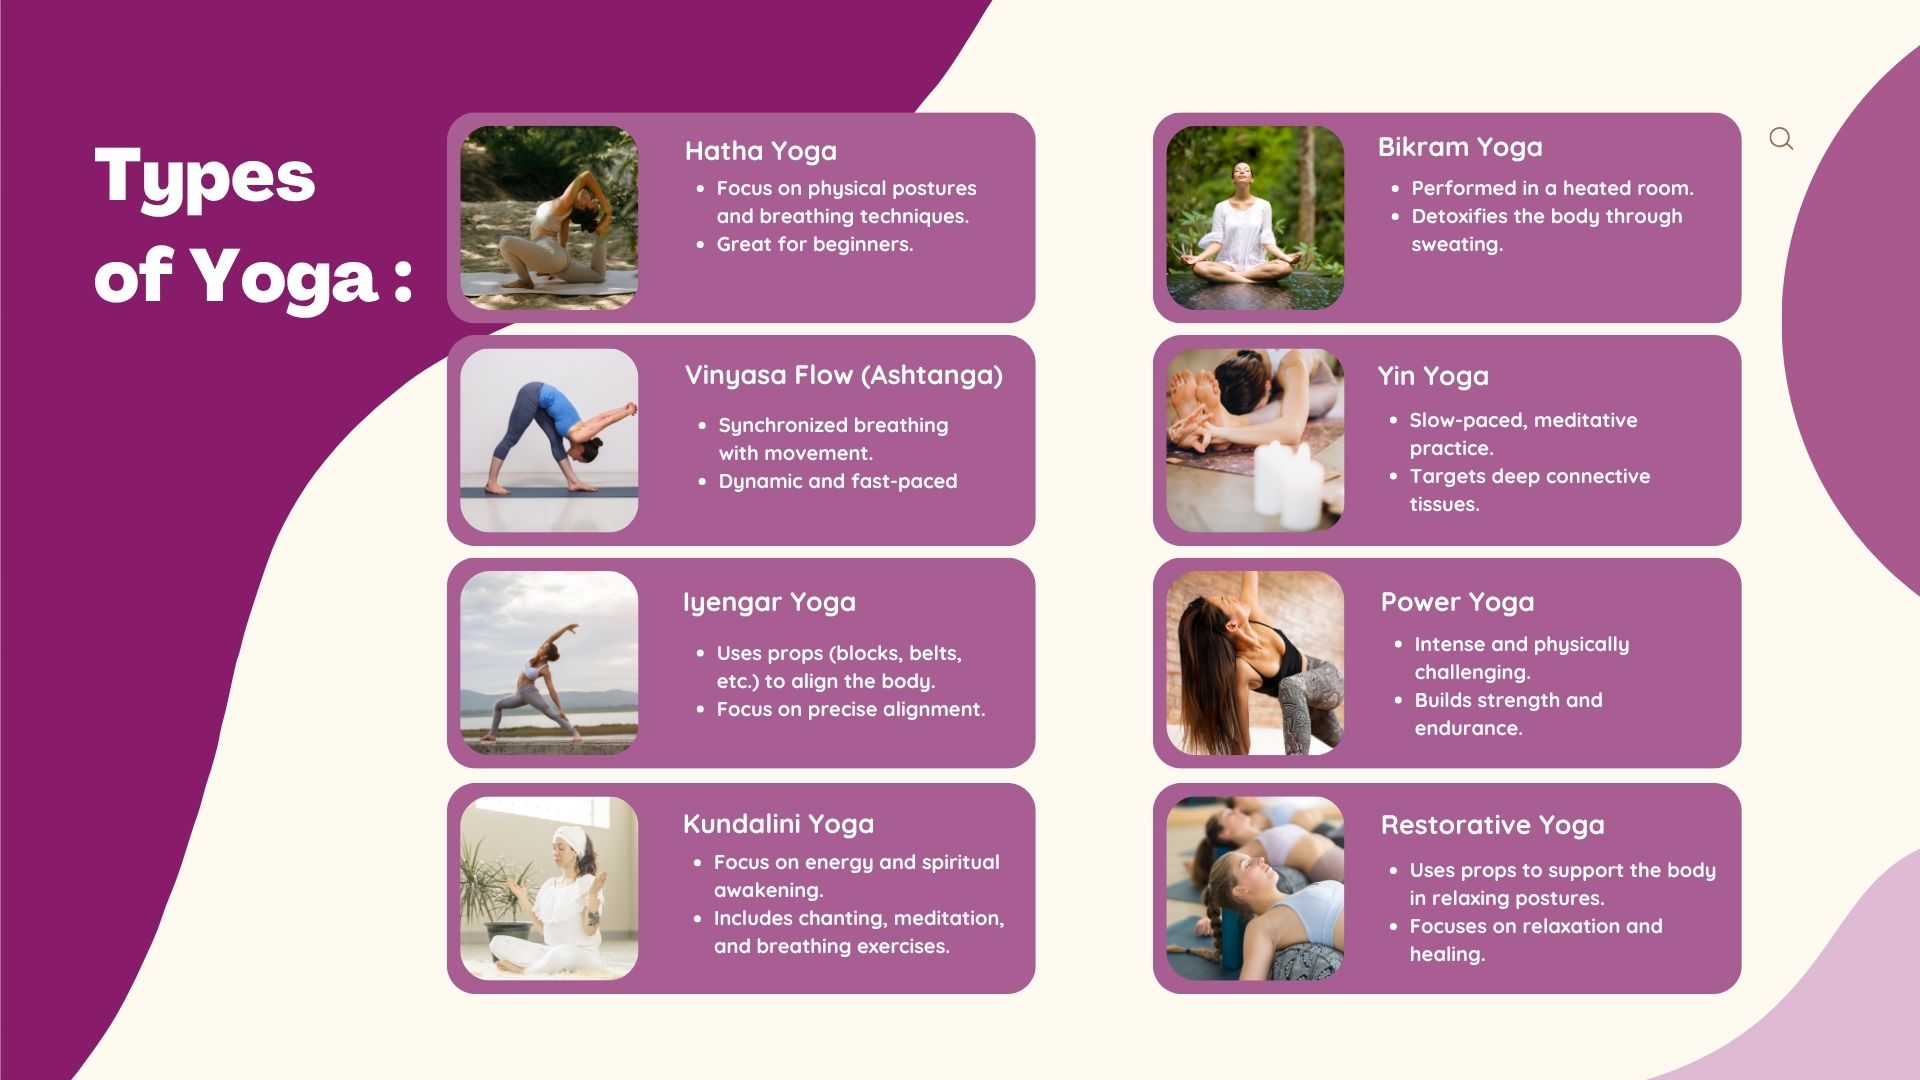 Types
of Yoga :
Hatha Yoga
• Focus on physical postures
and breathing techniques.
• Great for beginners.
Vinyasa Flow (Ashtanga)
• Synchronized breathing
with movement.
• Dynamic and fast-paced
Iyengar Yoga
• Uses props (blocks, belts,
etc.) to align the body.
• Focus on precise alignment.
Kundalini Yoga
• Focus on energy and spiritual
awakening.
• Includes chanting, meditation,
and breathing exercises.
Bikram Yoga
• Performed in a heated room.
• Detoxifies the body through
sweating.
Yin Yoga
• Slow-paced, meditative
practice.
• Targets deep connective
tissues.
Power Yoga
• Intense and physically
challenging.
• Builds strength and
endurance.
Restorative Yoga
• Uses props to support the body
in relaxing postures.
• Focuses on relaxation and
healing.